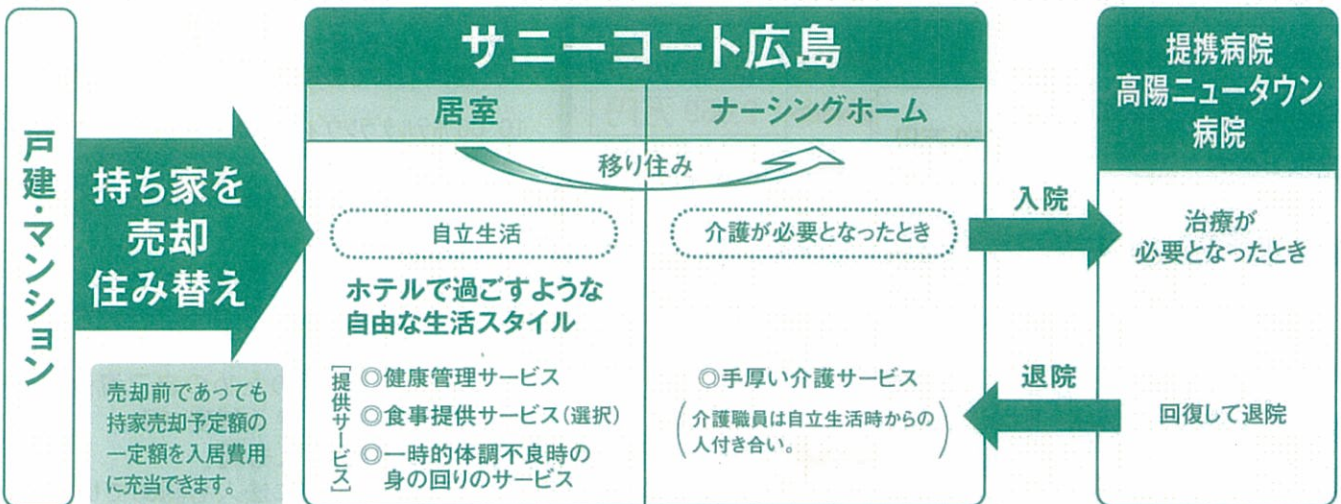 戸建・マンション
持ち家を
売却
住み替え
売却前であっても
持家売却予定額の
一定額を入居費用
に充当できます。
サニーコート広島
居室
ナーシングホーム
移り住み
自立生活
介護が必要となったとき
ホテルで過ごすような
自由な生活スタイル
[提供サービス]
◎健康管理サービス
◎食事提供サービス(選択)
◎一時的体調不良時の
身の回りのサービス
◎手厚い介護サービス
(介護職員は自立生活時からの
人付き合い。)
入院
退院
提携病院
高陽ニュータウン
病院
治療が
必要となったとき
回復して退院